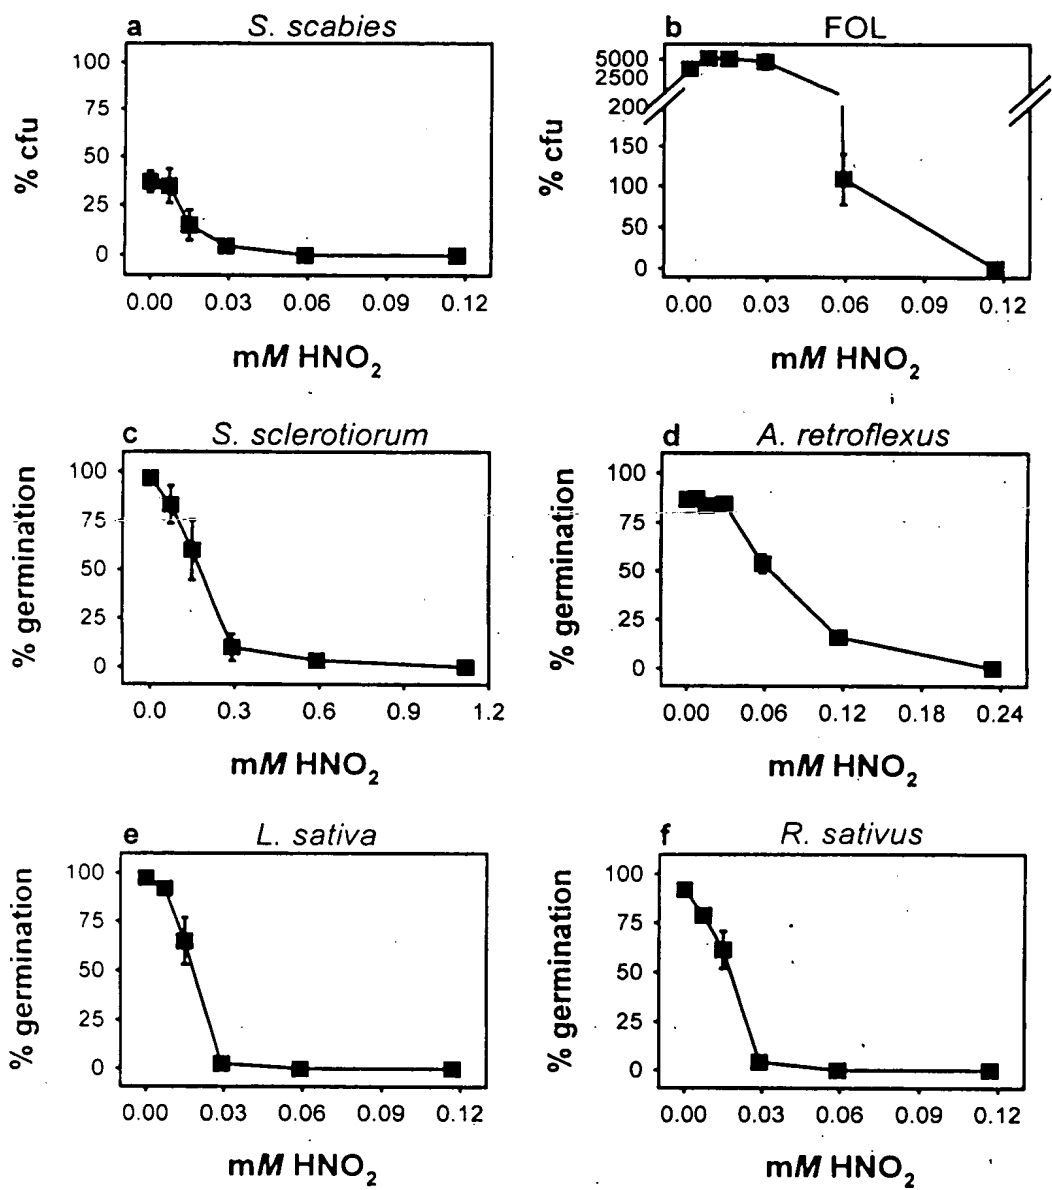 a S. scabies
100
75
50
25
0
% cfu
0.00 0.03 0.06 0.09 0.12
mM HNO2
b FOL
5000
2500
200
150
100
50
0
% cfu
0.00 0.03 0.06 0.09 0.12
mM HNO2
c S. sclerotiorum
100
75
50
25
0
% germination
0.0 0.3 0.6 0.9 1.2
mM HNO2
d A. retroflexus
100
75
50
25
0
% germination
0.00 0.06 0.12 0.18 0.24
mM HNO2
e L. sativa
100
75
50
25
0
% germination
0.00 0.03 0.06 0.09 0.12
mM HNO2
f R. sativus
100
75
50
25
0
% germination
0.00 0.03 0.06 0.09 0.12
mM HNO2